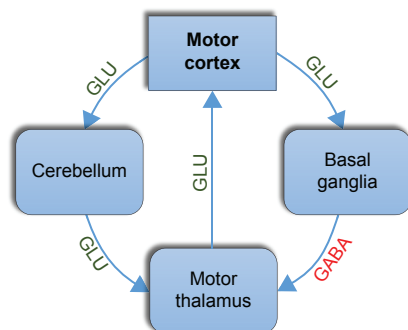 Motor
cortex
GLU
GLU
Cerebellum
GLU
Basal
ganglia
GLU
GABA
Motor
thalamus